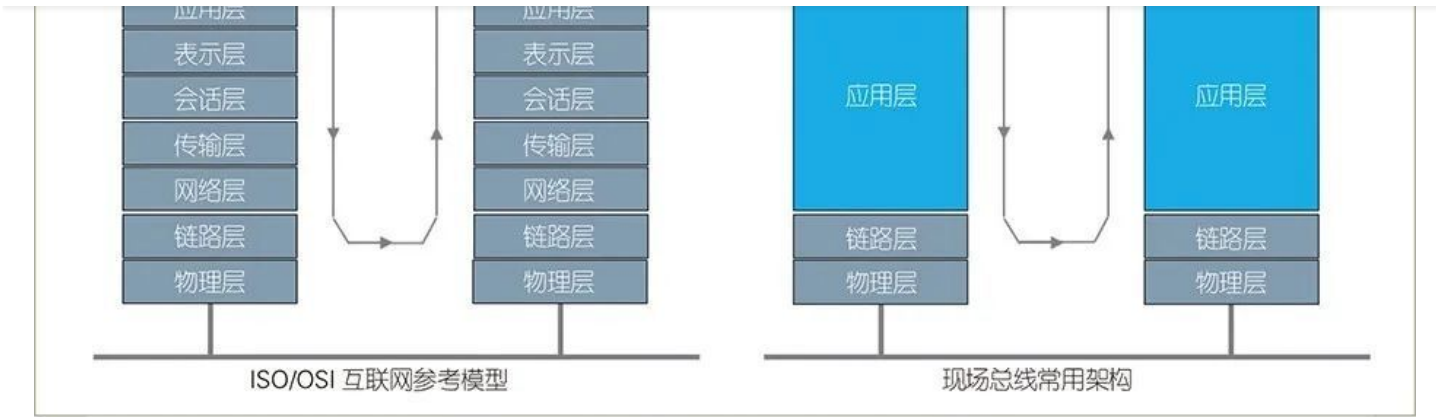 应用层
表示层
会话层
传输层
网络层
链路层
物理层
应用层
表示层
会话层
传输层
网络层
链路层
物理层
ISO/OSI 互联网参考模型
应用层
链路层
物理层
应用层
链路层
物理层
现场总线常用架构